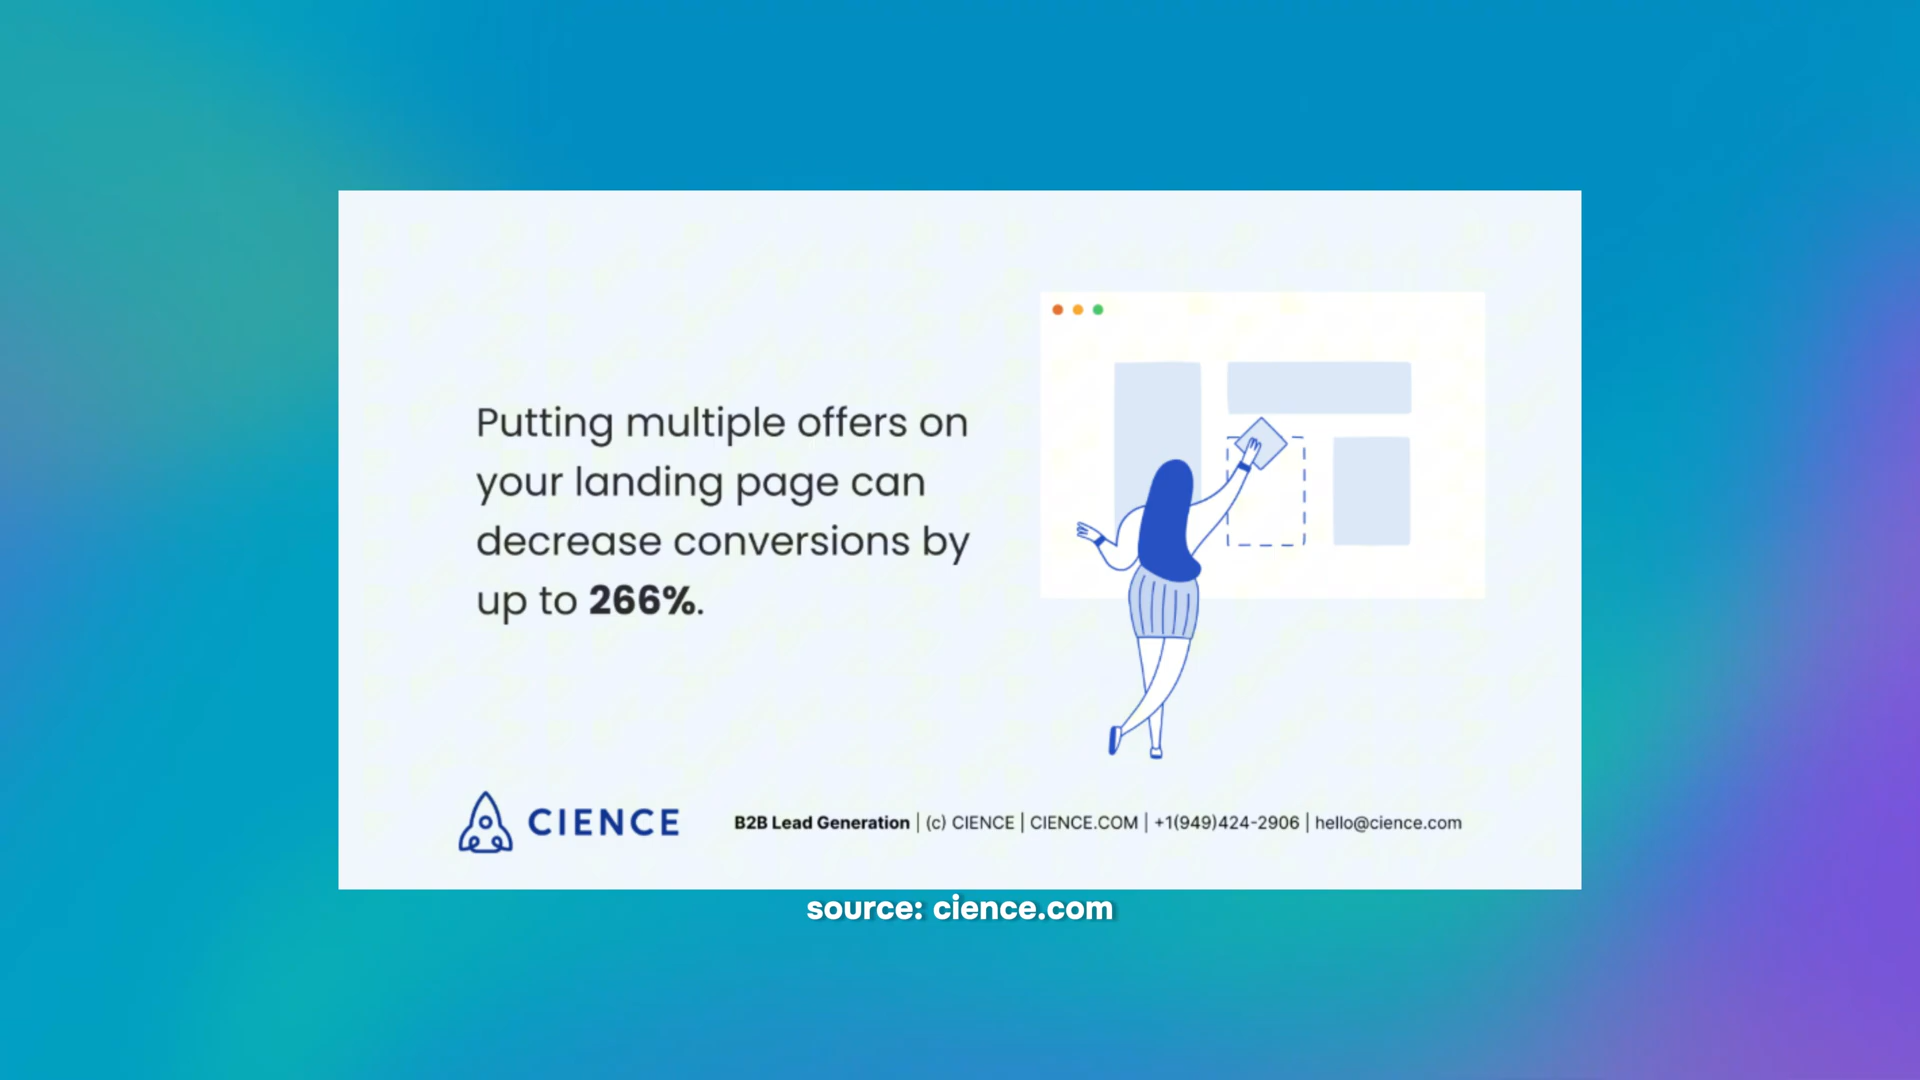 Putting multiple offers on
your landing page can
decrease conversions by
up to 266%.
CIENCE
B2B Lead Generation | (c) CIENCE | CIENCE.COM | +1(949)424-2906 | hello@cience.com
source: cience.com